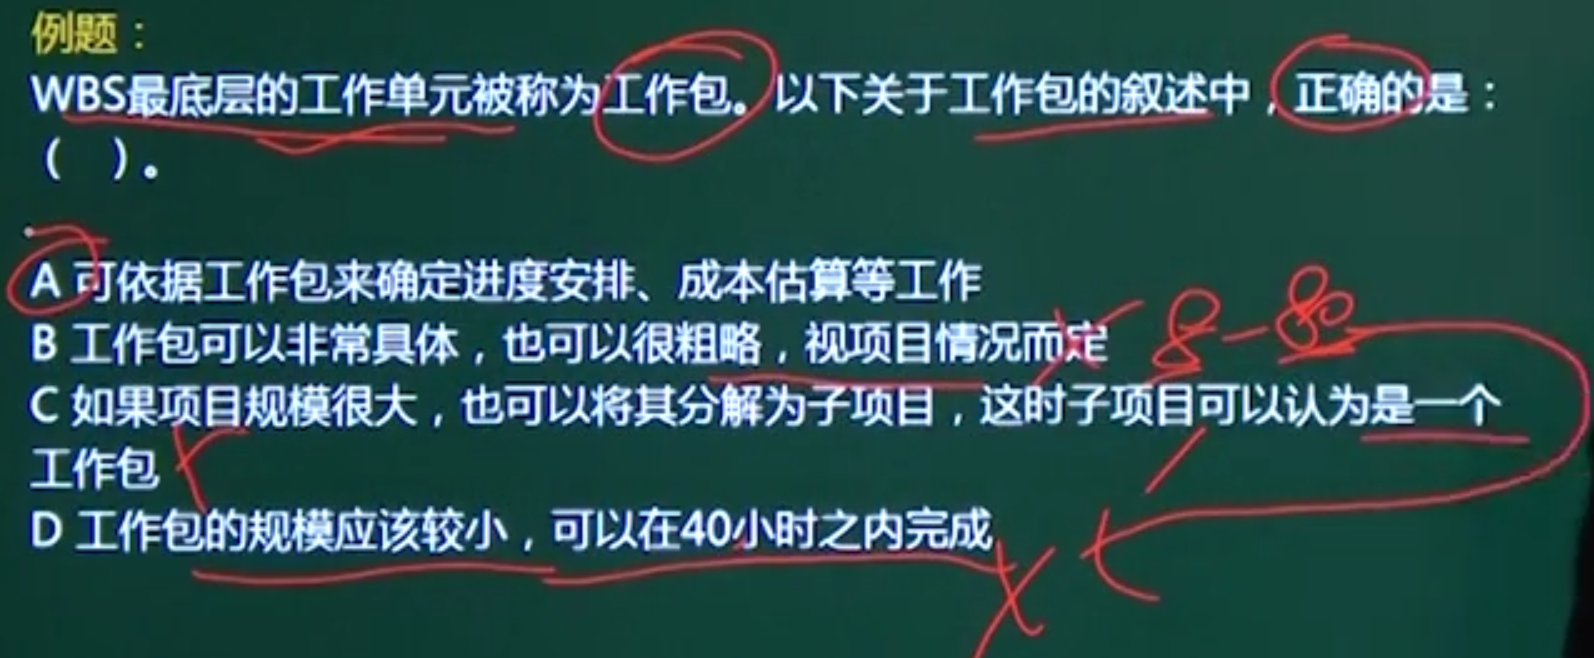 例题：
WBS最底层的工作单元被称为工作包。以下关于工作包的叙述中，正确的是：
（ ）。
A 可依据工作包来确定进度安排、成本估算等工作
B 工作包可以非常具体，也可以很粗略，视项目情况而定
8-80
C 如果项目规模很大，也可以将其分解为子项目，这时子项目可以认为是一个
工作包
D 工作包的规模应该较小，可以在40小时之内完成